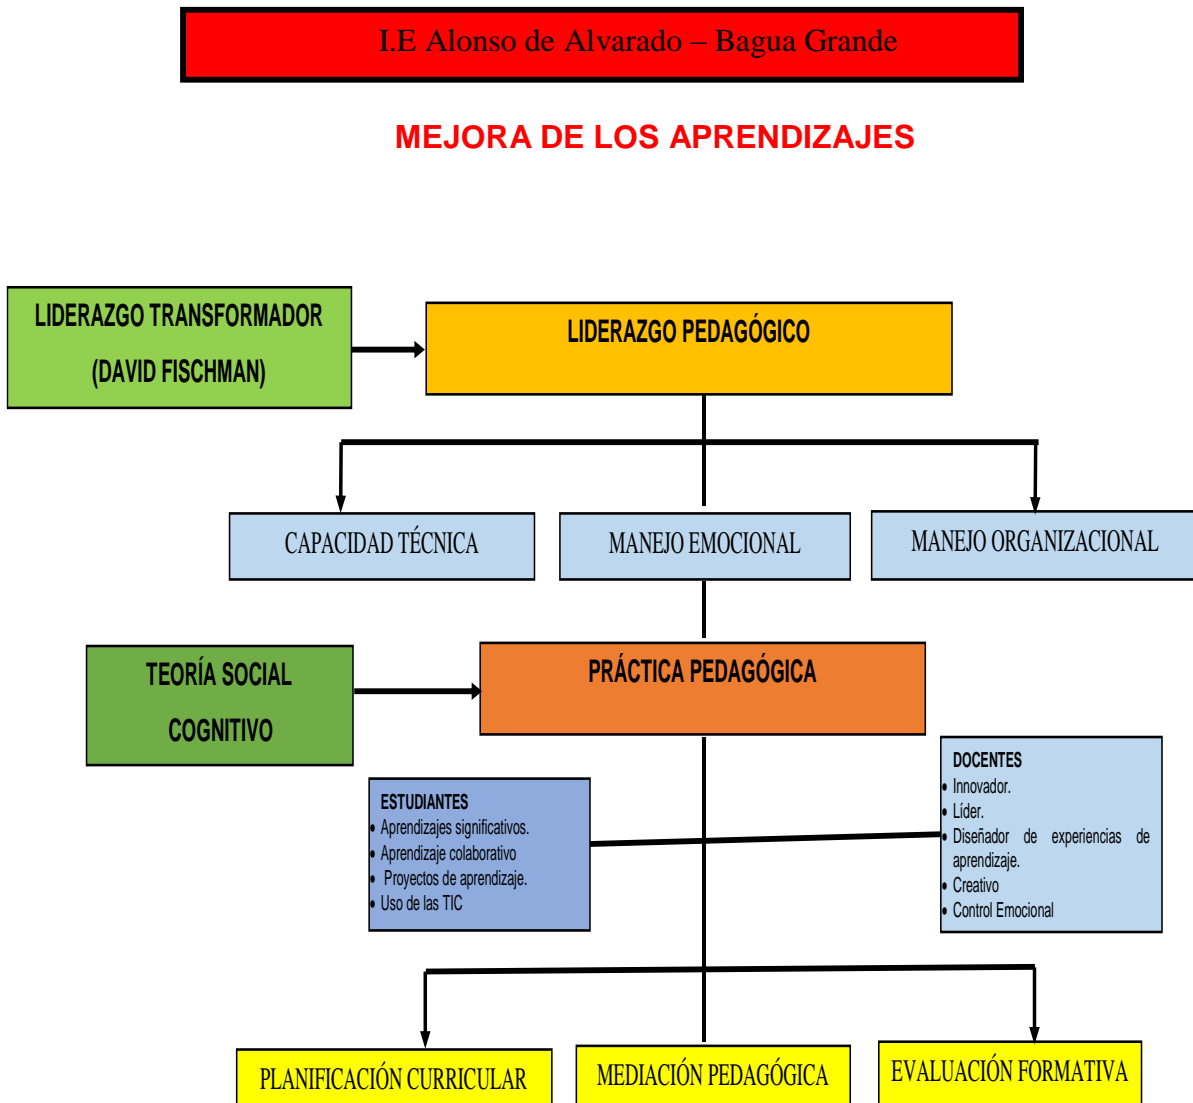 I.E Alonso de Alvarado – Bagua Grande
MEJORA DE LOS APRENDIZAJES
LIDERAZGO TRANSFORMADOR
(DAVID FISCHMAN)
LIDERAZGO PEDAGÓGICO
CAPACIDAD TÉCNICA
MANEJO EMOCIONAL
MANEJO ORGANIZACIONAL
TEORÍA SOCIAL
COGNITIVO
PRÁCTICA PEDAGÓGICA
ESTUDIANTES
• Aprendizajes significativos.
• Aprendizaje colaborativo
• Proyectos de aprendizaje.
• Uso de las TIC
DOCENTES
• Innovador.
• Líder.
• Diseñador de experiencias de
aprendizaje.
• Creativo
• Control Emocional
PLANIFICACIÓN CURRICULAR
MEDIACIÓN PEDAGÓGICA
EVALUACIÓN FORMATIVA